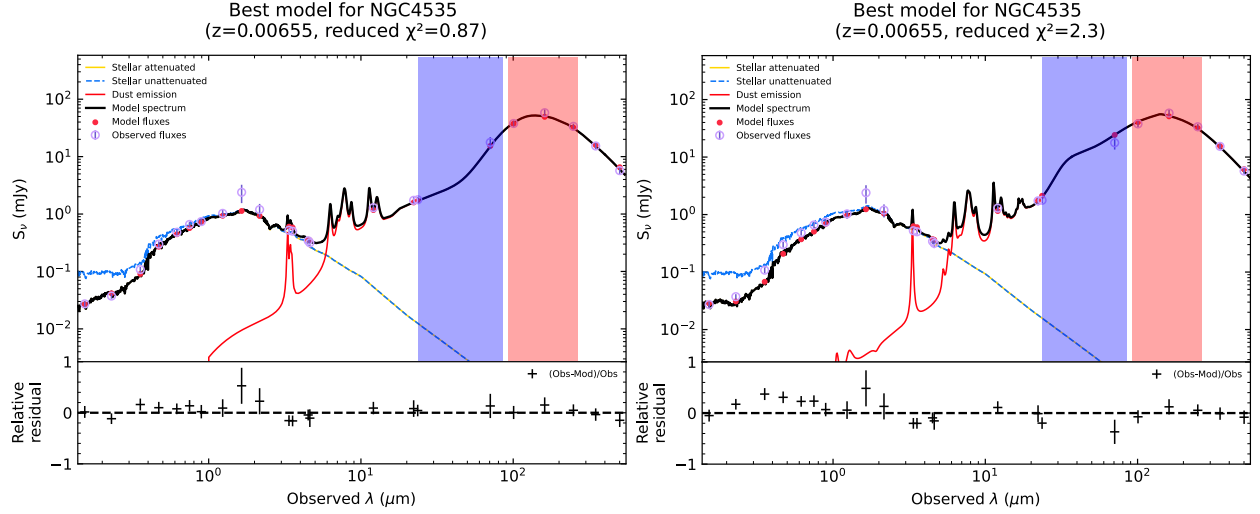 Best model for NGC4535
(z=0.00655, reduced χ²=0.87)
Stellar attenuated
Stellar unattenuated
Dust emission
Model spectrum
Model fluxes
Observed fluxes
10²
10¹
10⁰
10⁻¹
10⁻²
S_ν (mJy)
1
0
−1
Relative
residual
(Obs-Mod)/Obs
10⁰
10¹
10²
Observed λ (μm)
Best model for NGC4535
(z=0.00655, reduced χ²=2.3)
Stellar attenuated
Stellar unattenuated
Dust emission
Model spectrum
Model fluxes
Observed fluxes
10²
10¹
10⁰
10⁻¹
10⁻²
S_ν (mJy)
1
0
−1
Relative
residual
(Obs-Mod)/Obs
10⁰
10¹
10²
Observed λ (μm)